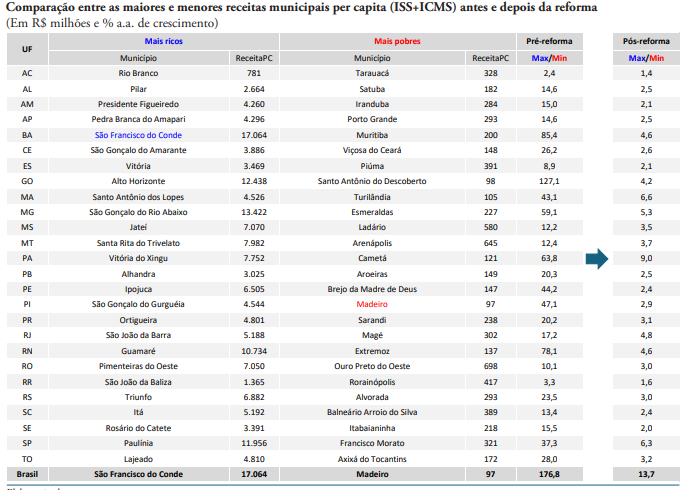 Comparação entre as maiores e menores receitas municipais per capita (ISS+ICMS) antes e depois da reforma
(Em R$ milhões e % a.a. de crescimento)
UF Mais ricos Mais pobres Pré-reforma Pós-reforma
Município ReceitaPC Município ReceitaPC Max/Min Max/Min
AC Rio Branco 781 Tarauacá 328 2,4 1,4
AL Pilar 2.664 Satuba 182 14,6 2,5
AM Presidente Figueiredo 4.260 Iranduba 284 15,0 2,1
AP Pedra Branca do Amapari 4.296 Porto Grande 293 14,6 2,5
BA São Francisco do Conde 17.064 Muritiba 200 85,4 4,6
CE São Gonçalo do Amarante 3.886 Viçosa do Ceará 148 26,2 2,6
ES Vitória 3.469 Piúma 391 8,9 2,1
GO Alto Horizonte 12.438 Santo Antônio do Descoberto 98 127,1 4,2
MA Santo Antônio dos Lopes 4.526 Turilândia 105 43,1 6,6
MG São Gonçalo do Rio Abaixo 13.422 Esmeraldas 227 59,1 5,3
MS Jateí 7.070 Ladário 580 12,2 3,5
MT Santa Rita do Trivelato 7.982 Arenápolis 645 12,4 3,7
PA Vitória do Xingu 7.752 Cametá 121 63,8 9,0
PB Alhandra 3.025 Aroeiras 149 20,3 2,5
PE Ipojuca 6.505 Brejo da Madre de Deus 147 44,2 2,4
PI São Gonçalo do Gurguéia 4.544 Madeiro 97 47,1 2,9
PR Ortigueira 4.801 Sarandi 238 20,2 3,1
RJ São João da Barra 5.188 Magé 302 17,2 4,8
RN Guamaré 10.734 Extremoz 137 78,1 4,6
RO Pimenteiras do Oeste 7.050 Ouro Preto do Oeste 698 10,1 3,0
RR São João da Baliza 1.365 Rorainópolis 417 3,3 1,6
RS Triunfo 6.882 Alvorada 293 23,5 3,0
SC Itá 5.192 Balneário Arroio do Silva 389 13,4 2,4
SE Rosário do Catete 3.391 Itabaianinha 218 15,5 2,0
SP Paulínia 11.956 Francisco Morato 321 37,3 6,3
TO Lajeado 4.810 Axixá do Tocantins 172 28,0 3,2
Brasil São Francisco do Conde 17.064 Madeiro 97 176,8 13,7